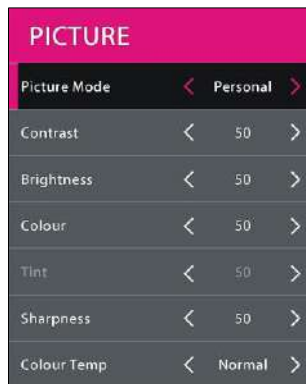 PICTURE
Picture Mode < Personal >
Contrast < 50 >
Brightness < 50 >
Colour < 50 >
Tint < 50 >
Sharpness < 50 >
Colour Temp < Normal >